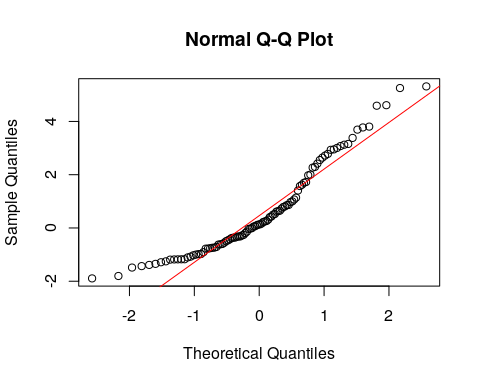 Normal Q-Q Plot
Sample Quantiles
4
2
0
-2
-2 -1 0 1 2
Theoretical Quantiles